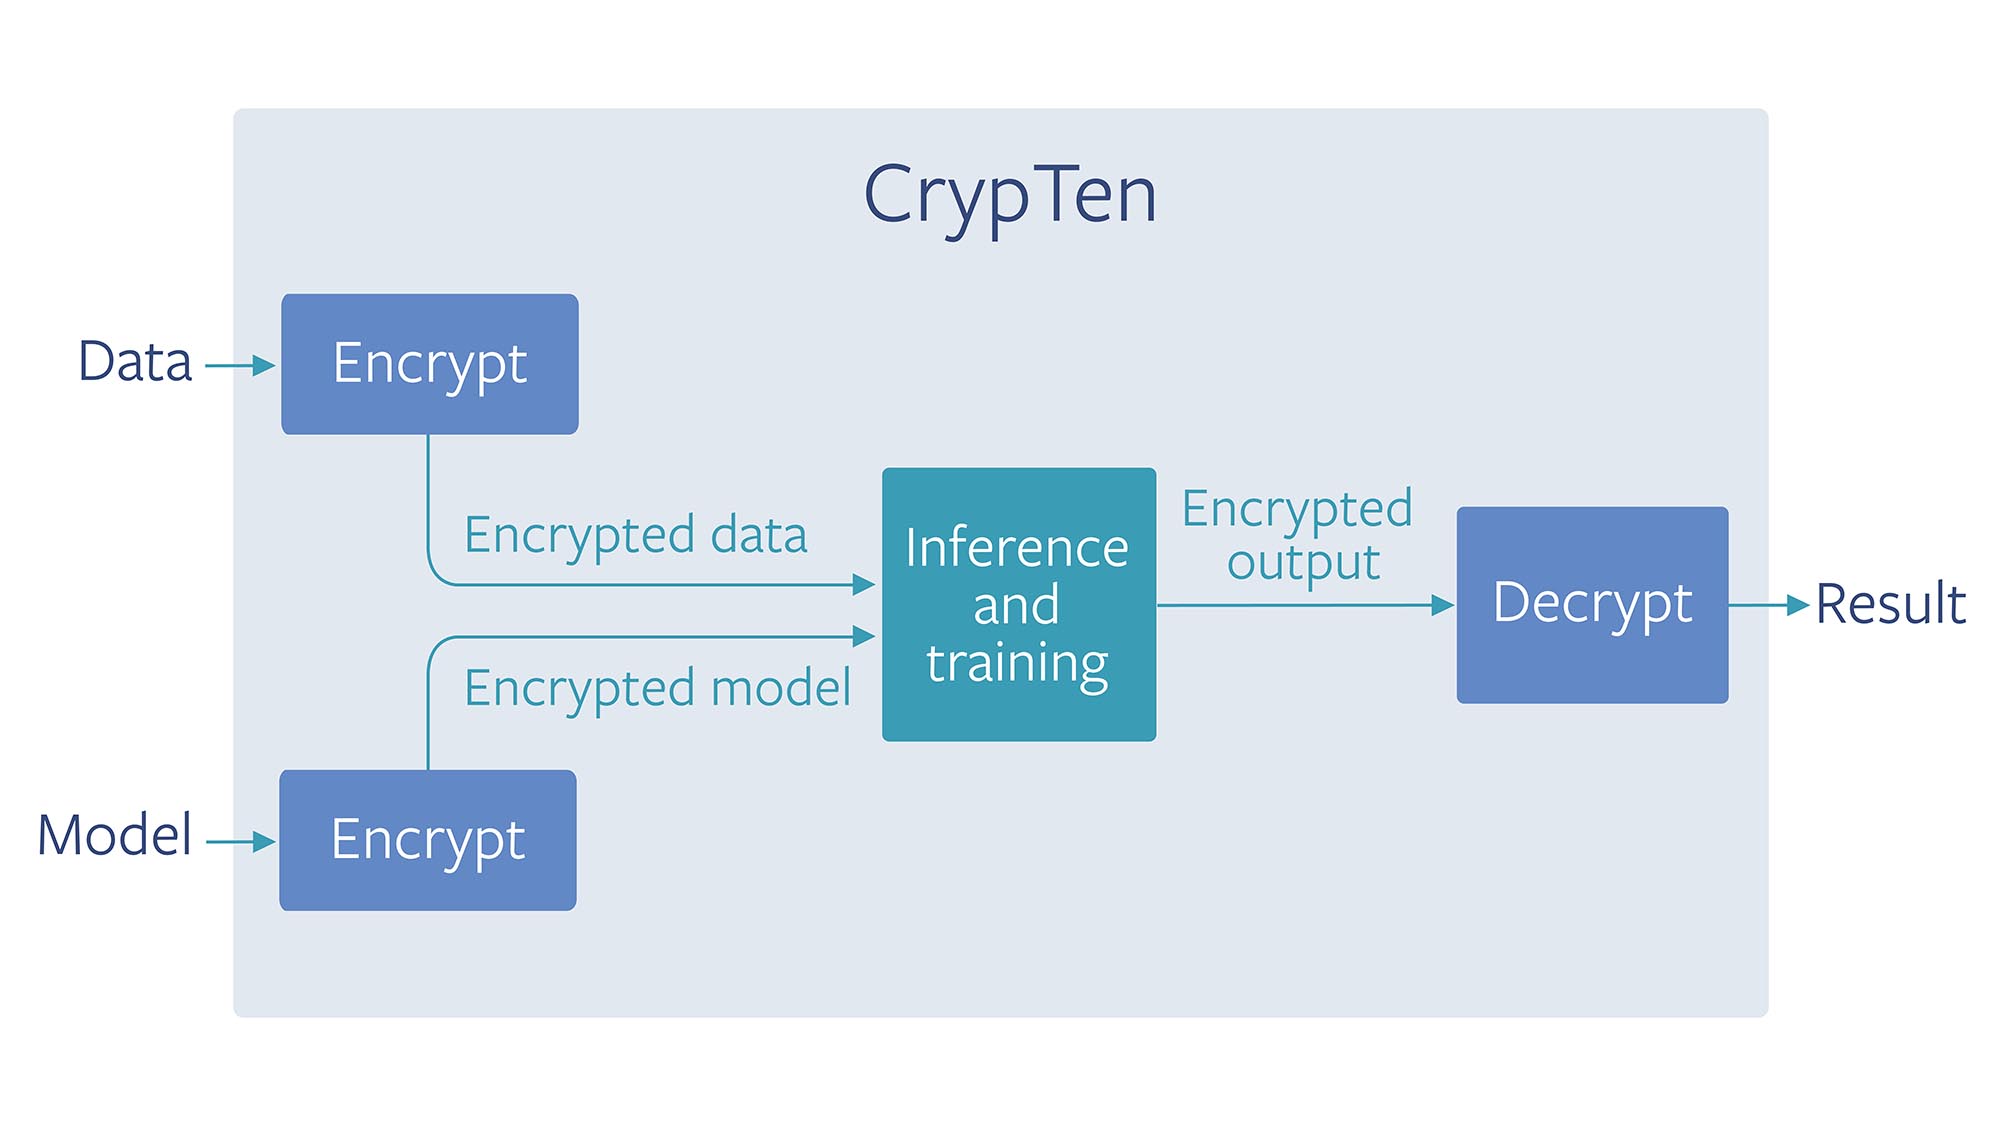 CrypTen
Data
Encrypt
Encrypted data
Inference
and
training
Encrypted
output
Decrypt
Result
Encrypted model
Model
Encrypt